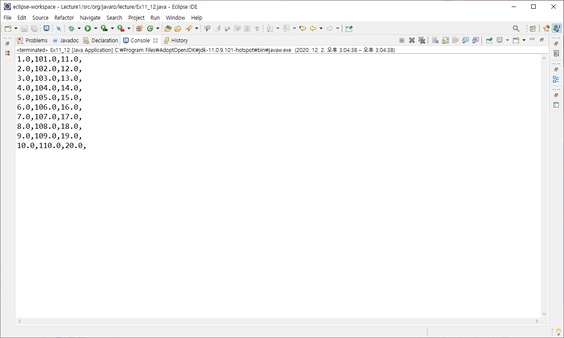 eclipse-workspace - Lecture1/src/org/javaro/lecture/Ex11_12.java - Eclipse IDE
File Edit Source Refactor Navigate Search Project Run Window Help
Problems Javadoc Declaration Console History
<terminated> Ex11_12 [Java Application] C:₩Program Files₩AdoptOpenJDK₩jdk-11.0.9.101-hotspot₩bin₩javaw.exe (2020. 12. 2. 오후 3:04:38 – 오후 3:04:38)
1.0,101.0,11.0,
2.0,102.0,12.0,
3.0,103.0,13.0,
4.0,104.0,14.0,
5.0,105.0,15.0,
6.0,106.0,16.0,
7.0,107.0,17.0,
8.0,108.0,18.0,
9.0,109.0,19.0,
10.0,110.0,20.0,